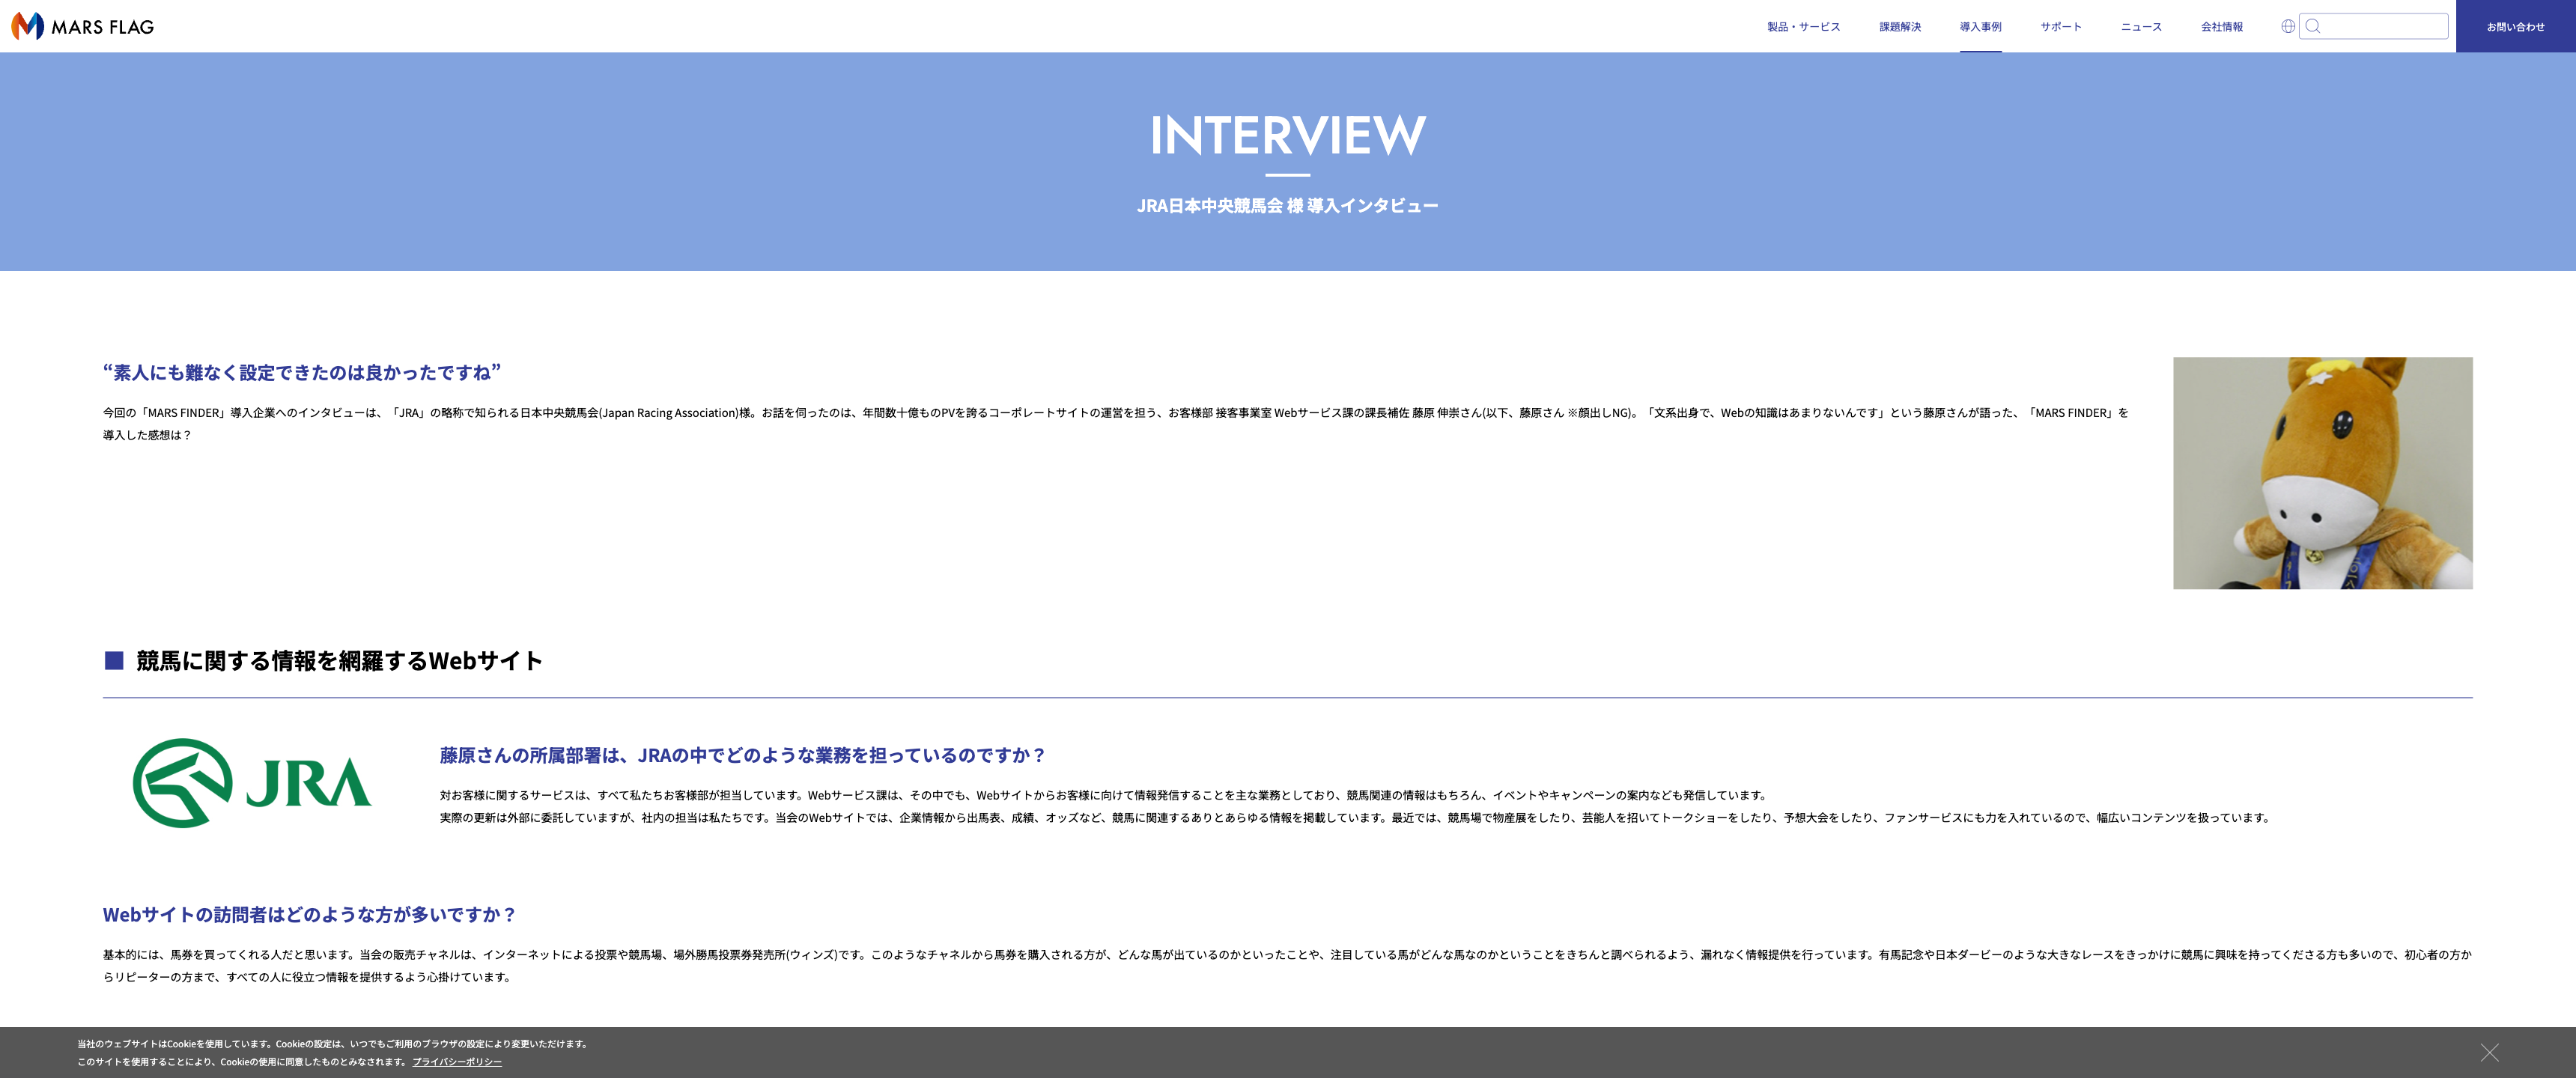 MARS FLAG
製品・サービス
課題解決
導入事例
サポート
ニュース
会社情報
お問い合わせ
INTERVIEW
JRA日本中央競馬会 様 導入インタビュー
“素人にも難なく設定できたのは良かったですね”
今回の「MARS FINDER」導入企業へのインタビューは、「JRA」の略称で知られる日本中央競馬会(Japan Racing Association)様。お話を伺ったのは、年間数十億ものPVを誇るコーポレートサイトの運営を担う、お客様部 接客事業室 Webサービス課の課長補佐 藤原 伸崇さん(以下、藤原さん ※顔出しNG)。「文系出身で、Webの知識はあまりないんです」という藤原さんが語った、「MARS FINDER」を
導入した感想は？
■ 競馬に関する情報を網羅するWebサイト
JRA
藤原さんの所属部署は、JRAの中でどのような業務を担っているのですか？
対お客様に関するサービスは、すべて私たちお客様部が担当しています。Webサービス課は、その中でも、Webサイトからお客様に向けて情報発信することを主な業務としており、競馬関連の情報はもちろん、イベントやキャンペーンの案内なども発信しています。
実際の更新は外部に委託していますが、社内の担当は私たちです。当会のWebサイトでは、企業情報から出馬表、成績、オッズなど、競馬に関連するありとあらゆる情報を掲載しています。最近では、競馬場で物産展をしたり、芸能人を招いてトークショーをしたり、予想大会をしたり、ファンサービスにも力を入れているので、幅広いコンテンツを扱っています。
Webサイトの訪問者はどのような方が多いですか？
基本的には、馬券を買ってくれる人だと思います。当会の販売チャネルは、インターネットによる投票や競馬場、場外勝馬投票券発売所(ウィンズ)です。このようなチャネルから馬券を購入される方が、どんな馬が出ているのかといったことや、注目している馬がどんな馬なのかということをきちんと調べられるよう、漏れなく情報提供を行っています。有馬記念や日本ダービーのような大きなレースをきっかけに競馬に興味を持ってくださる方も多いので、初心者の方か
らリピーターの方まで、すべての人に役立つ情報を提供するよう心掛けています。
当社のウェブサイトはCookieを使用しています。Cookieの設定は、いつでもご利用のブラウザの設定により変更いただけます。
このサイトを使用することにより、Cookieの使用に同意したものとみなされます。 プライバシーポリシー